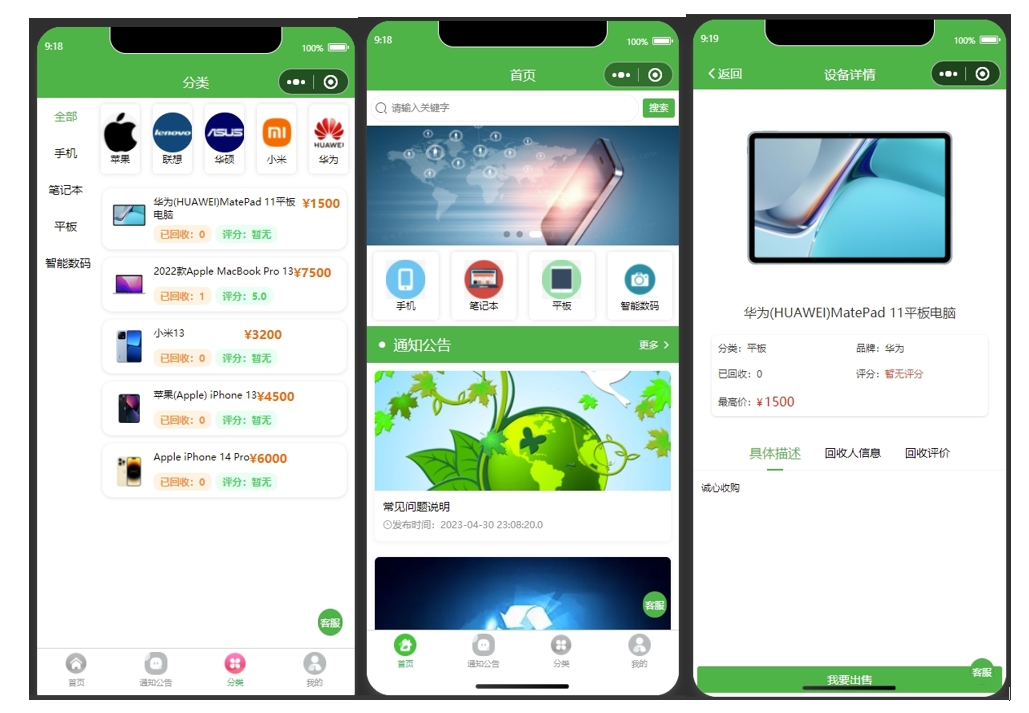 9:18
100%
分类
全部
手机
笔记本
平板
智能数码
lenovo
ASUS
HUAWEI
苹果
联想
华硕
小米
华为
华为(HUAWEI)MatePad 11平板电脑
¥1500
已回收：0
评分：暂无
2022款Apple MacBook Pro 13
¥7500
已回收：1
评分：5.0
小米13
¥3200
已回收：0
评分：暂无
苹果(Apple) iPhone 13
¥4500
已回收：0
评分：暂无
Apple iPhone 14 Pro
¥6000
已回收：0
评分：暂无
客服
首页
通知公告
分类
我的
9:18
100%
首页
请输入关键字
搜索
手机
笔记本
平板
智能数码
通知公告
更多
常见问题说明
发布时间：2023-04-30 23:08:20.0
客服
首页
通知公告
分类
我的
9:19
100%
返回
设备详情
华为(HUAWEI)MatePad 11平板电脑
分类：平板
品牌：华为
已回收：0
评分：暂无评分
最高价：¥1500
具体描述
回收人信息
回收评价
诚心收购
客服
我要出售